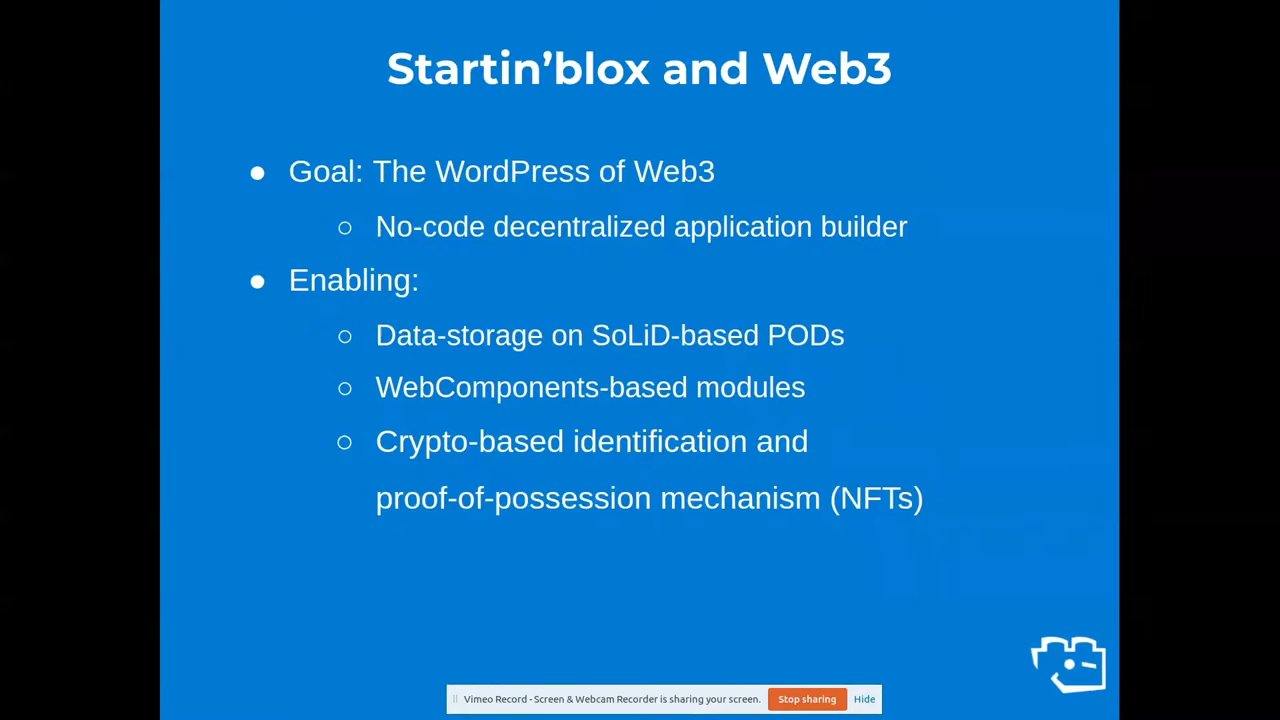 Startin’blox and Web3
● Goal: The WordPress of Web3
○ No-code decentralized application builder
● Enabling:
○ Data-storage on SoLiD-based PODs
○ WebComponents-based modules
○ Crypto-based identification and
proof-of-possession mechanism (NFTs)
Vimeo Record - Screen & Webcam Recorder is sharing your screen. Stop sharing Hide